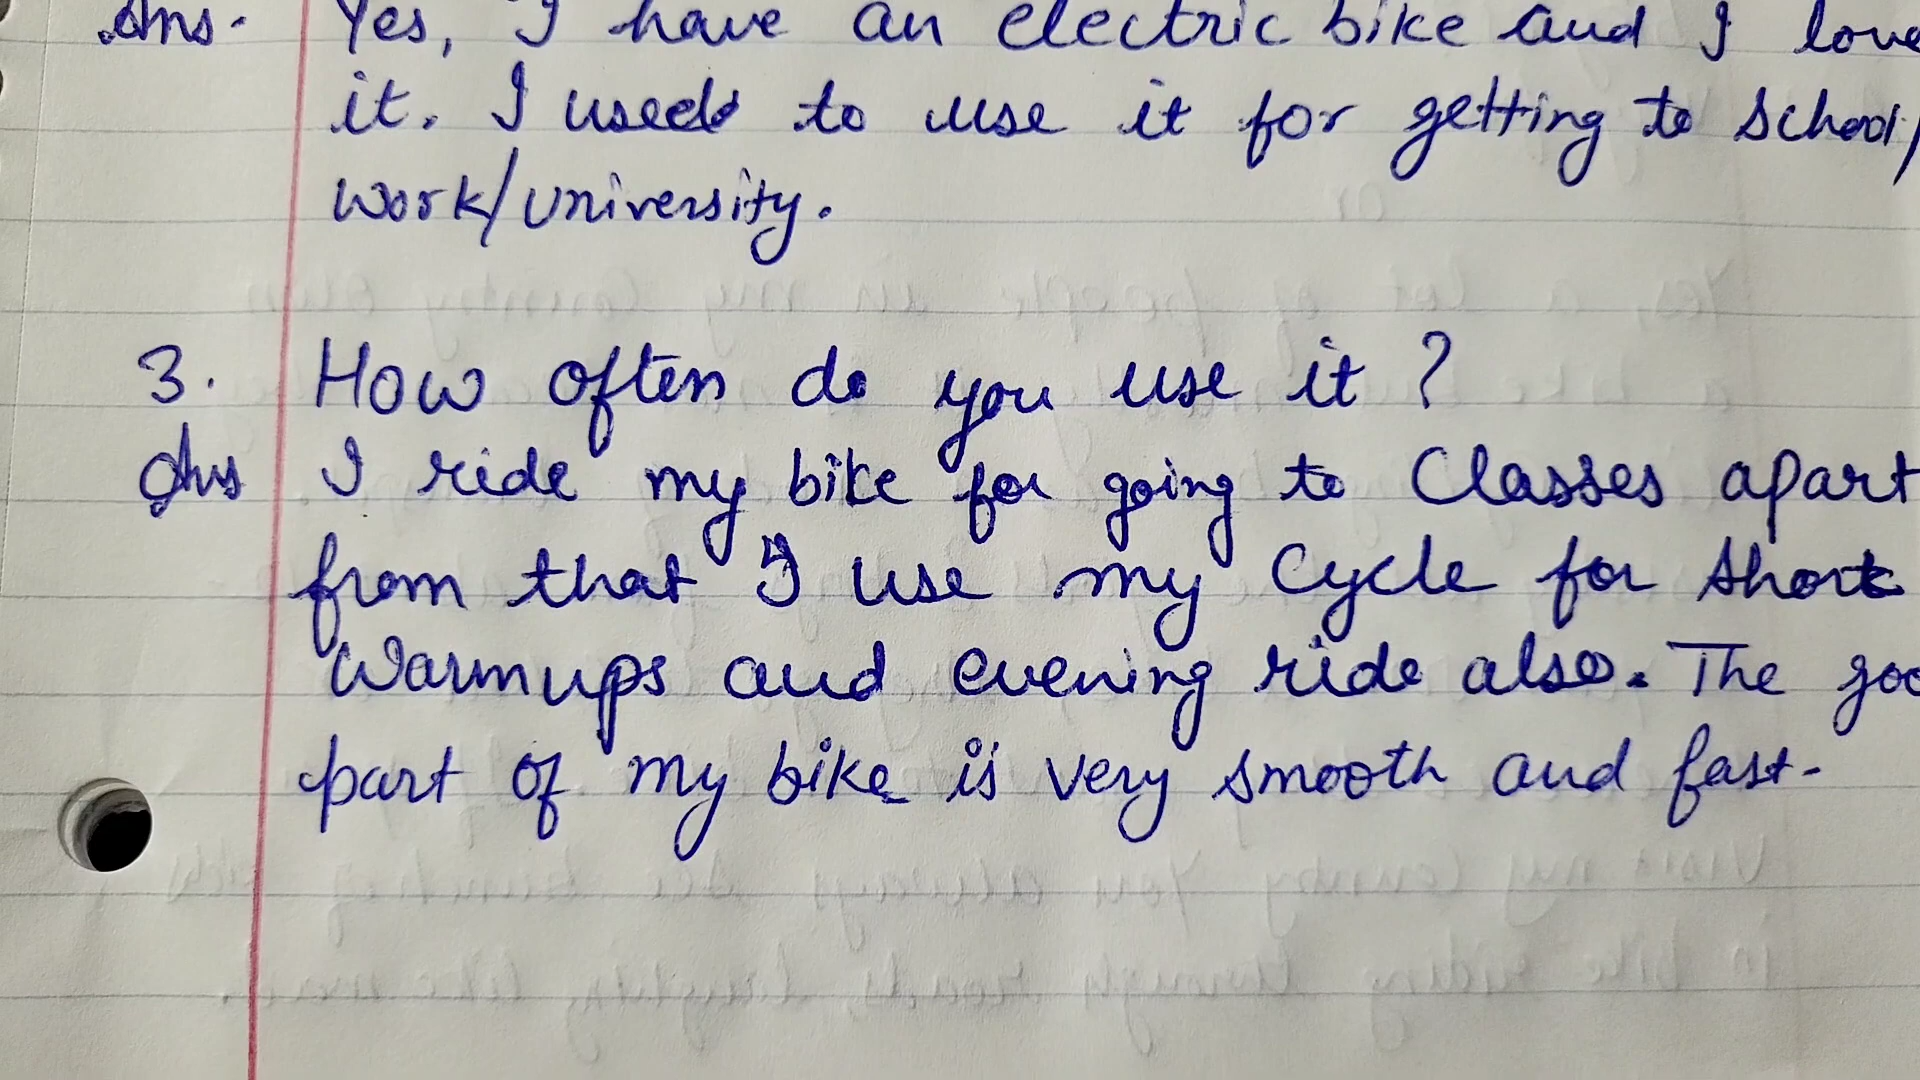 Ans. Yes, I have an electric bike and I love
it. I used to use it for getting to school/
work/university.
3. How often do you use it?
Ans I ride my bike for going to Classes apart
from that I use my Cycle for short
Warmups and evening ride also. The
part of my bike is very smooth and fast.